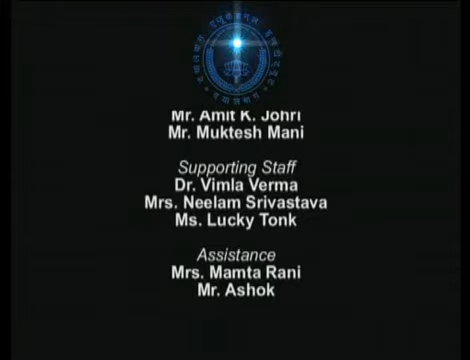 Mr. Amit K. Johri
Mr. Muktesh Mani
Supporting Staff
Dr. Vimla Verma
Mrs. Neelam Srivastava
Ms. Lucky Tonk
Assistance
Mrs. Mamta Rani
Mr. Ashok